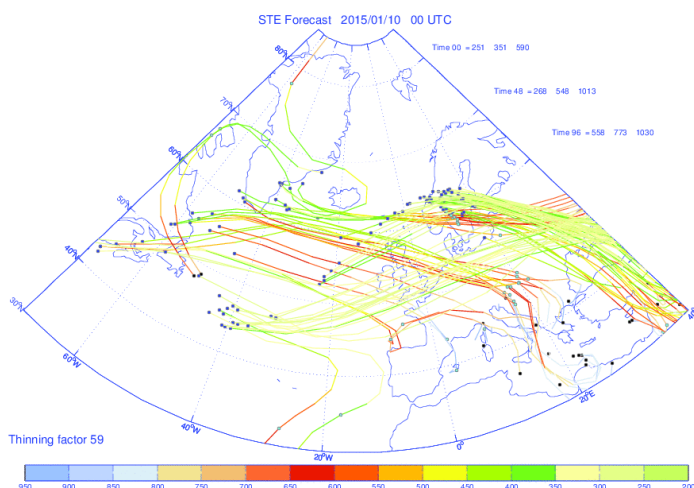 STE Forecast 2015/01/10 00 UTC
Time 00 = 251 351 590
80°N
Time 48 = 268 548 1013
70°N
Time 96 = 558 773 1030
60°N
50°N
40°N
30°N
60°W
40°W
20°W
0°
20°E
Thinning factor 59
950 900 850 800 750 700 650 600 550 500 450 400 350 300 250 200